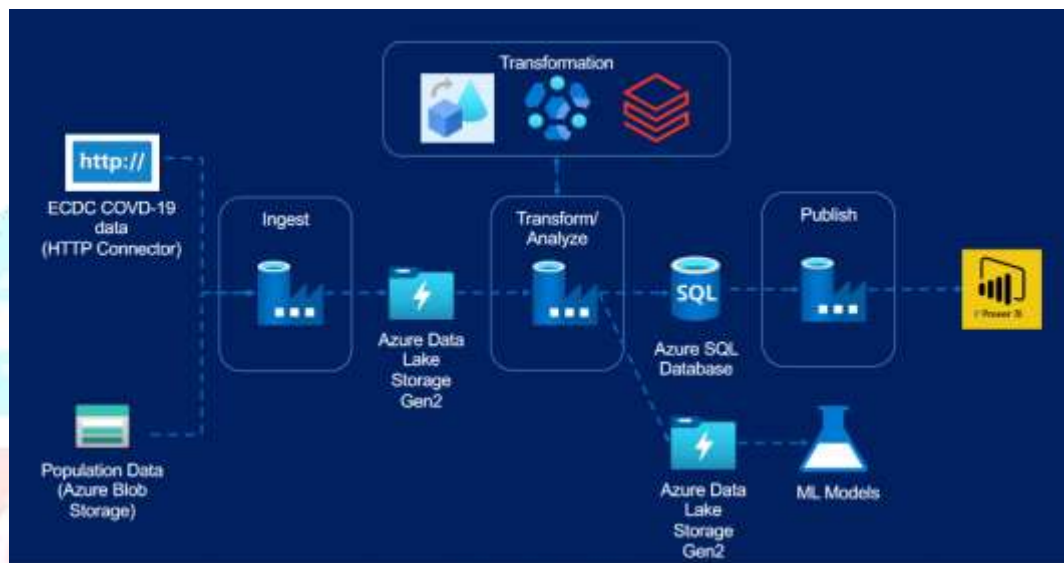 Transformation
http://
ECDC COVD-19
data
(HTTP Connector)
Ingest
Transform/
Analyze
Publish
SQL
Power BI
Azure Data
Lake
Storage
Gen2
Azure SQL
Database
Population Data
(Azure Blob
Storage)
Azure Data
Lake
Storage
Gen2
ML Models